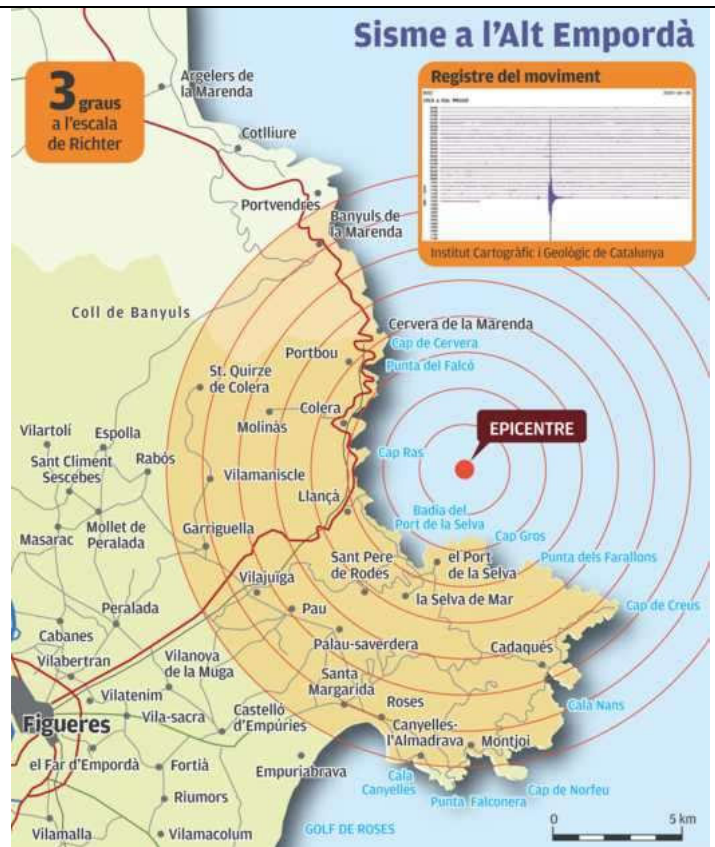 Sisme a l'Alt Empordà
3 graus
a l'escala
de Richter
Registre del moviment
Institut Cartogràfic i Geològic de Catalunya
Argelers de
la Marenda
Cotlliure
Portvendres
Banyuls de
la Marenda
Coll de Banyuls
Cervera de la Marenda
Cap de Cervera
Portbou
Punta del Falcó
St. Quirze
de Colera
Colera
Molinàs
EPICENTRE
Vilartolí
Espolla
Cap Ras
Sant Climent
Sescebes
Rabós
Vilamaniscle
Llançà
Badia del
Port de la Selva
Masarac
Mollet de
Peralada
Garriguella
Cap Gros
Sant Pere
de Rodes
el Port
de la Selva
Punta dels Farallons
Vilajuïga
la Selva de Mar
Cap de Creus
Peralada
Pau
Cabanes
Palau-saverdera
Cadaqués
Vilabertran
Vilanova
de la Muga
Santa
Margarida
Vilatenim
Roses
Cala Nans
Figueres
Vila-sacra
Castelló
d'Empúries
Canyelles-
l'Almadrava
Montjoi
el Far d'Empordà
Fortià
Empuriabrava
Cala
Canyelles
Cap de Norfeu
Riumors
Punta Falconera
Vilamalla
Vilamacolum
GOLF DE ROSES
0 5 km